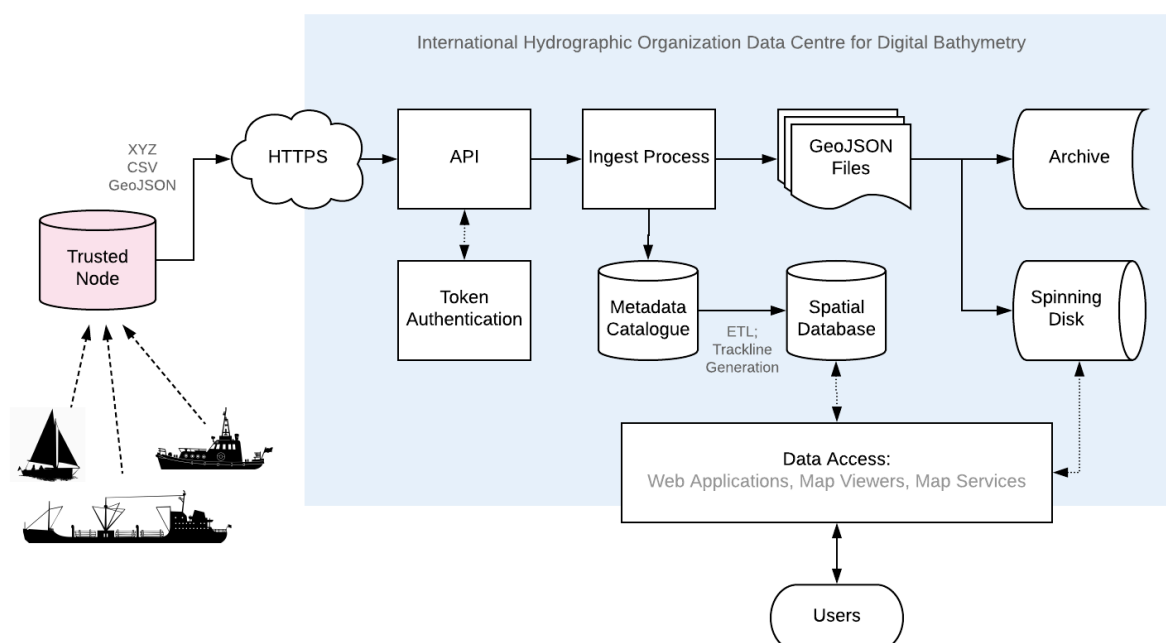 International Hydrographic Organization Data Centre for Digital Bathymetry
XYZ
CSV
GeoJSON
HTTPS
API
Ingest Process
GeoJSON
Files
Archive
Trusted
Node
Token
Authentication
Metadata
Catalogue
ETL;
Trackline
Generation
Spatial
Database
Spinning
Disk
Data Access:
Web Applications, Map Viewers, Map Services
Users